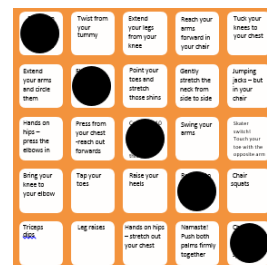 Twist from
your
tummy
Extend
your legs
from your
knee
Reach your
arms
forward in
your chair
Tuck your
knees to
your chest
Extend
your arms
and circle
them
Point your
toes and
stretch
those shins
Gently
stretch the
neck from
side to side
Jumping
jacks – but
in your
chair
Hands on
hips –
press the
elbows in
Press from
your chest
-reach out
forwards
Swing your
arms
Skater
switch!
Touch your
toe with the
opposite arm
Bring your
knee to
your elbow
Tap your
toes
Raise your
heels
Chair
squats
Triceps
dips
Leg raises
Hands on hips
– stretch out
your chest
Namaste!
Push both
palms firmly
together